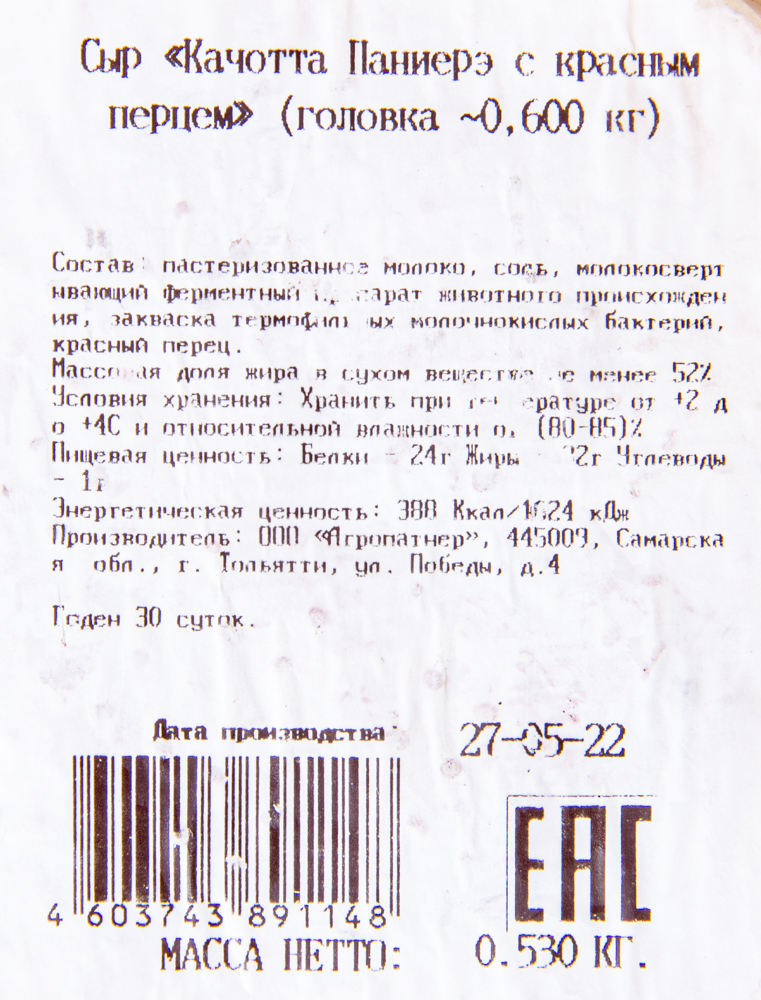 Сыр «Качотта Паниерэ с красным
перцем» (головка ~0,600 кг)
Состав: пастеризованное молоко, соль, молокосверт
ывающий ферментный препарат животного происхожден
ия, закваска термофильных молочнокислых бактерий,
красный перец.
Массовая доля жира в сухом веществе не менее 52%
Условия хранения: Хранить при температуре от +2 д
о +4С и относительной влажности от (80-85)%
Пищевая ценность: Белки - 24г Жиры - 32г Углеводы
- 1г
Энергетическая ценность: 388 Ккал/1624 кДж
Производитель: ООО «Агропатнер», 445009, Самарска
я обл., г. Тольятти, ул. Победы, д.4
Годен 30 суток.
Дата производства: 27-05-22
EAC
4 603743 891148
МАССА НЕТТО: 0.530 КГ.